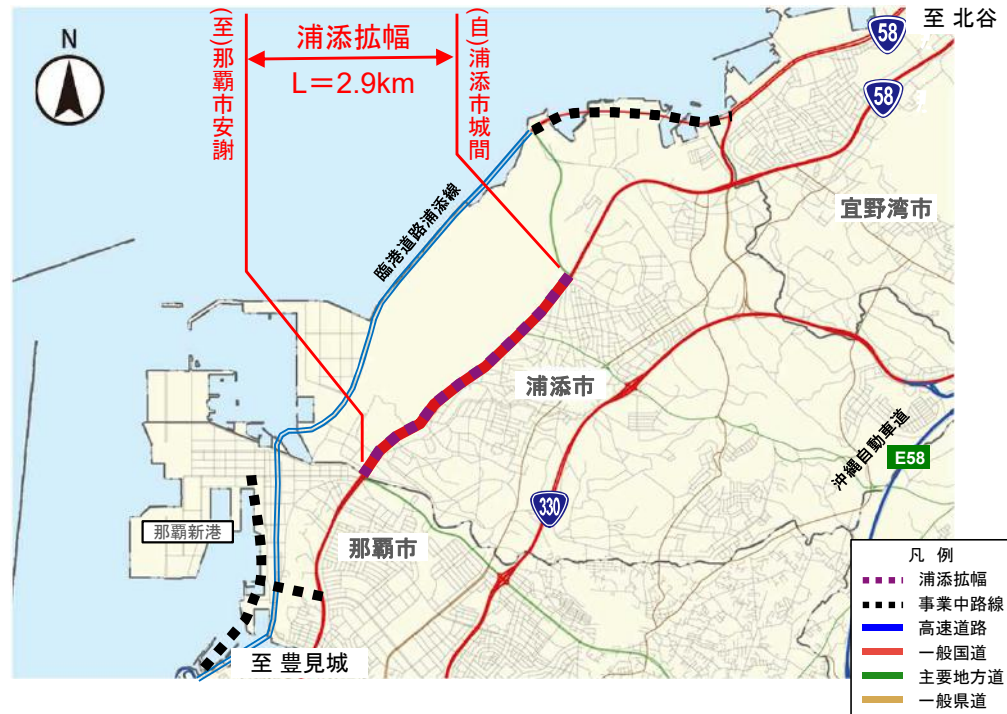 至 北谷
58
58
N
浦添拡幅
L＝2.9km
(至)那覇市安謝
(自)浦添市城間
臨港道路浦添線
宜野湾市
浦添市
沖縄自動車道
E58
330
那覇新港
那覇市
至 豊見城
凡 例
浦添拡幅
事業中路線
高速道路
一般国道
主要地方道
一般県道